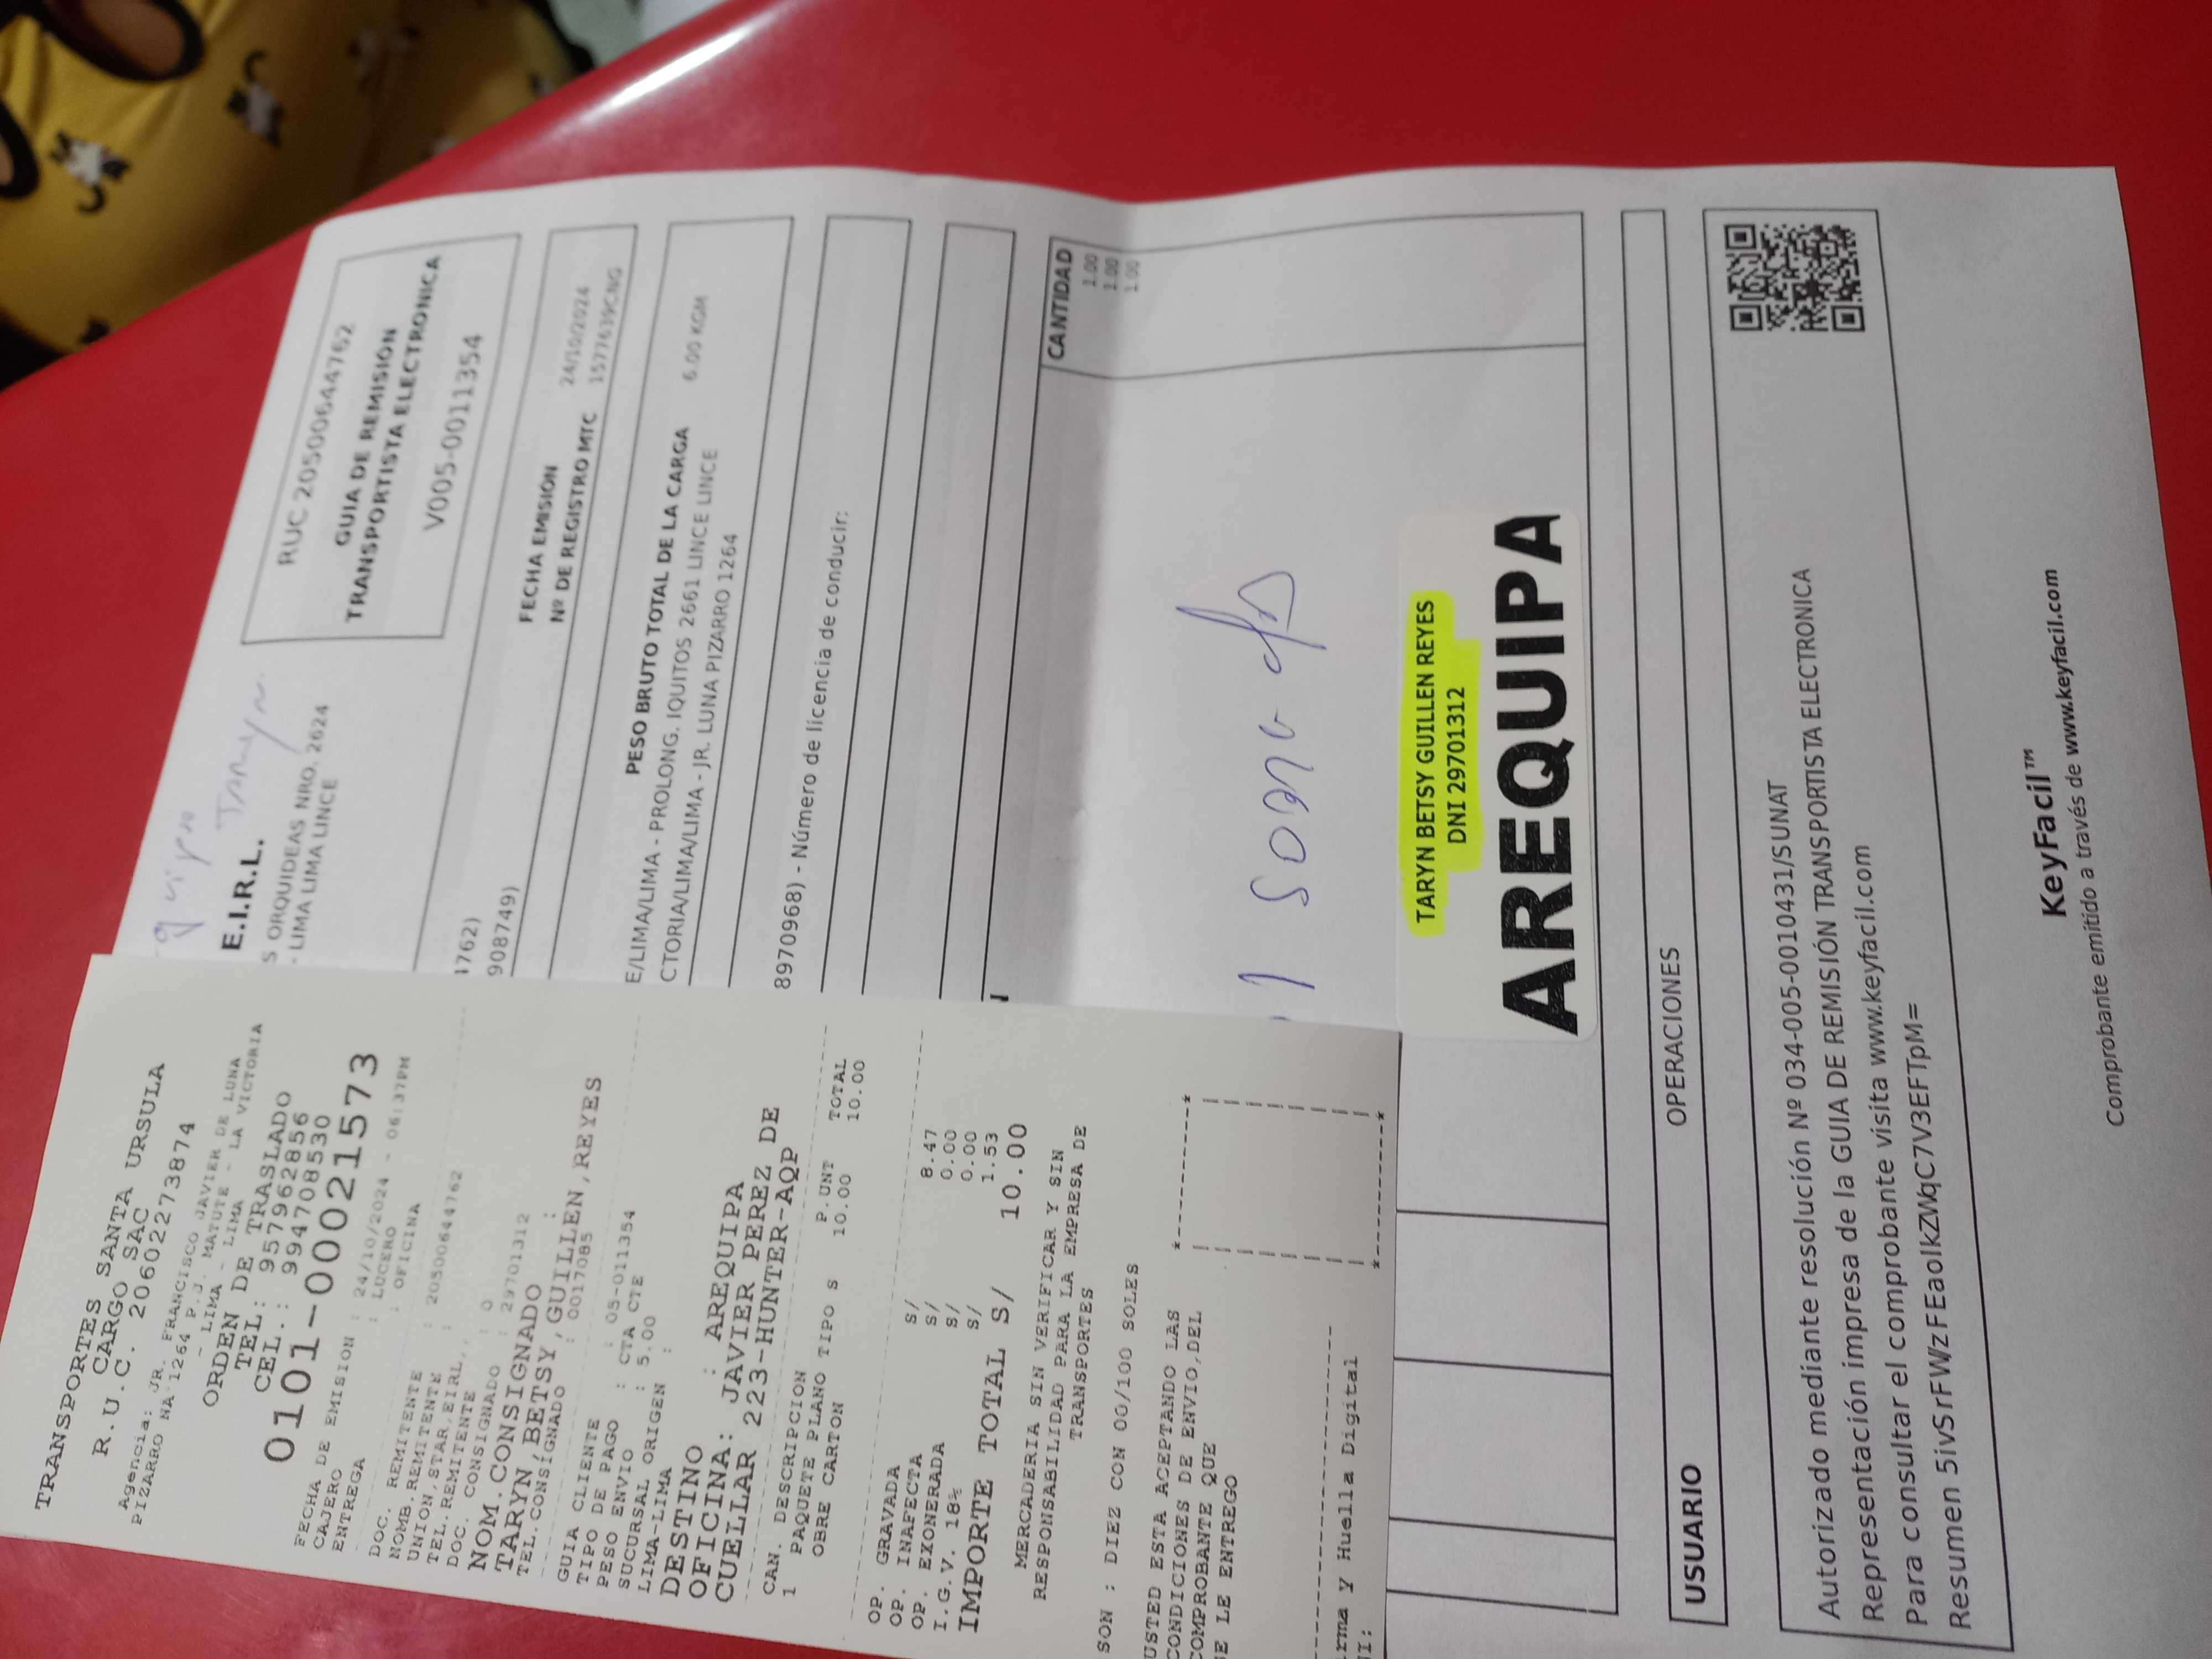 TRANSPORTES SANTA URSULA
CARGO SAC
R.U.C. 20602273874
Agencia: JR. FRANCISCO JAVIER DE LUNA
PIZARRO NA 1264 P.J. MATUTE - LA VICTORIA
- LIMA - LIMA
ORDEN DE TRASLADO
TEL: 957962856
CEL.: 994708530
0101-00021573
FECHA DE EMISION : 24/10/2024 - 06:37PM
CAJERO : LUCERO
ENTREGA : OFICINA
DOC. REMITENTE : 20500644762
NOMB.REMITENTE :
UNION,STAR,EIRL,,
TEL.REMITENTE :
DOC. CONSIGNADO : 29701312
NOM.CONSIGNADO :
TARYN,BETSY,GUILLEN,REYES
TEL.CONSIGNADO :
GUIA CLIENTE : 0017085
TIPO DE PAGO : CTA CTE
PESO ENVIO : 5.00
SUCURSAL ORIGEN :
LIMA-LIMA
DESTINO : AREQUIPA
OFICINA: JAVIER PEREZ DE
CUELLAR 223-HUNTER-AQP
CAN. DESCRIPCION P.UNT TOTAL
1 PAQUETE PLANO TIPO S 10.00 10.00
OBRE CARTON
OP. GRAVADA S/ 8.47
OP. INAFECTA S/ 0.00
OP. EXONERADA S/ 0.00
I.G.V. 18% S/ 1.53
IMPORTE TOTAL S/ 10.00
MERCADERIA SIN VERIFICAR Y SIN
RESPONSABILIDAD PARA LA EMPRESA DE
TRANSPORTES
SON : DIEZ CON 00/100 SOLES
USTED ESTA ACEPTANDO LAS
CONDICIONES DE ENVIO,DEL
COMPROBANTE QUE
SE LE ENTREGO
irma y Huella Digital
NI:
E.I.R.L.
S ORQUIDEAS NRO. 2624
- LIMA LIMA LINCE
RUC 20500644762
GUIA DE REMISION
TRANSPORTISTA ELECTRONICA
V005-0011354
4762)
908749)
FECHA EMISIÓN 24/10/2024
Nº DE REGISTRO MTC 1577639CNG
PESO BRUTO TOTAL DE LA CARGA 6.00 KGM
E/LIMA/LIMA - PROLONG. IQUITOS 2661 LINCE LINCE
CTORIA/LIMA/LIMA - JR. LUNA PIZARRO 1264
89709 68) - Número de licencia de conducir:
CANTIDAD
1.00
1.00
1.00
TARYN BETSY GUILLEN REYES
DNI 29701312
AREQUIPA
USUARIO OPERACIONES
Autorizado mediante resolución Nº 034-005-0010431/SUNAT
Representación impresa de la GUIA DE REMISIÓN TRANSPORTISTA ELECTRONICA
Para consultar el comprobante visita www.keyfacil.com
Resumen 5ivSrFWzFEaoIkzWqC7V3EFTpM=
KeyFacil™
Comprobante emitido a través de www.keyfacil.com